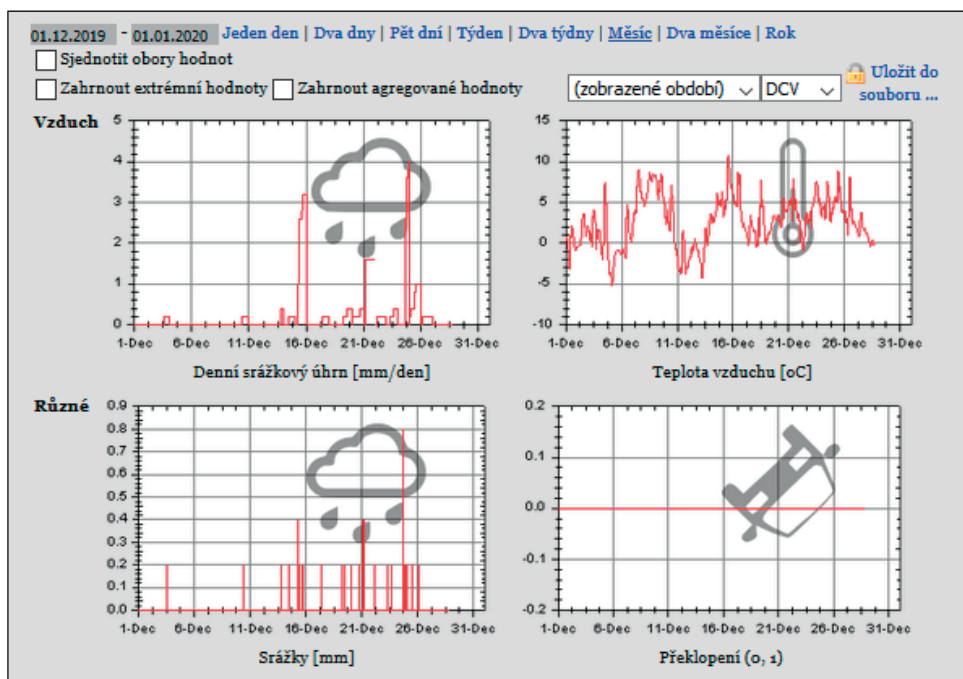 01.12.2019 - 01.01.2020 Jeden den | Dva dny | Pět dní | Týden | Dva týdny | Měsíc | Dva měsíce | Rok
Sjednotit obory hodnot
Zahrnout extrémní hodnoty Zahrnout agregované hodnoty (zobrazené období) DCV Uložit do
souboru ...
Vzduch
5
4
3
2
1
0
1-Dec 6-Dec 11-Dec 16-Dec 21-Dec 26-Dec 31-Dec
Denní srážkový úhrn [mm/den]
15
10
5
0
-5
-10
1-Dec 6-Dec 11-Dec 16-Dec 21-Dec 26-Dec 31-Dec
Teplota vzduchu [oC]
Různé
0.9
0.8
0.7
0.6
0.5
0.4
0.3
0.2
0.1
0.0
1-Dec 6-Dec 11-Dec 16-Dec 21-Dec 26-Dec 31-Dec
Srážky [mm]
0.2
0.1
0.0
-0.1
-0.2
1-Dec 6-Dec 11-Dec 16-Dec 21-Dec 26-Dec 31-Dec
Překlopení (0, 1)